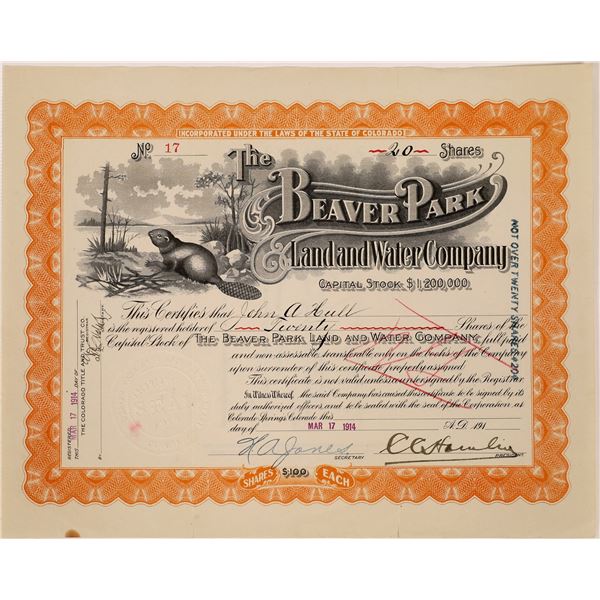 INCORPORATED UNDER THE LAWS OF THE STATE OF COLORADO
No 17
20 Shares
The
BEAVER PARK
Land and Water Company
CAPITAL STOCK $1,200,000
This Certifies that John A Hull
is the registered holder of Twenty Shares of the
Capital Stock of THE BEAVER PARK LAND AND WATER COMPANY full paid
and non-assessable transferable only on the books of the Company
upon surrender of this certificate properly assigned.
This certificate is not valid unless countersigned by the Registrar.
In Witness Whereof, the said Company has caused this certificate to be signed by its
duly authorized officers and to be sealed with the seal of the Corporation at
Colorado Springs Colorado this
day of MAR 17 1914 A.D. 191
H A Jones
SECRETARY
PRESIDENT
SHARES $100 EACH
NOT OVER TWENTY SHARES $20
REGISTERED
THIS MAR 17 1914 DAY OF
THE COLORADO TITLE AND TRUST CO.
BY